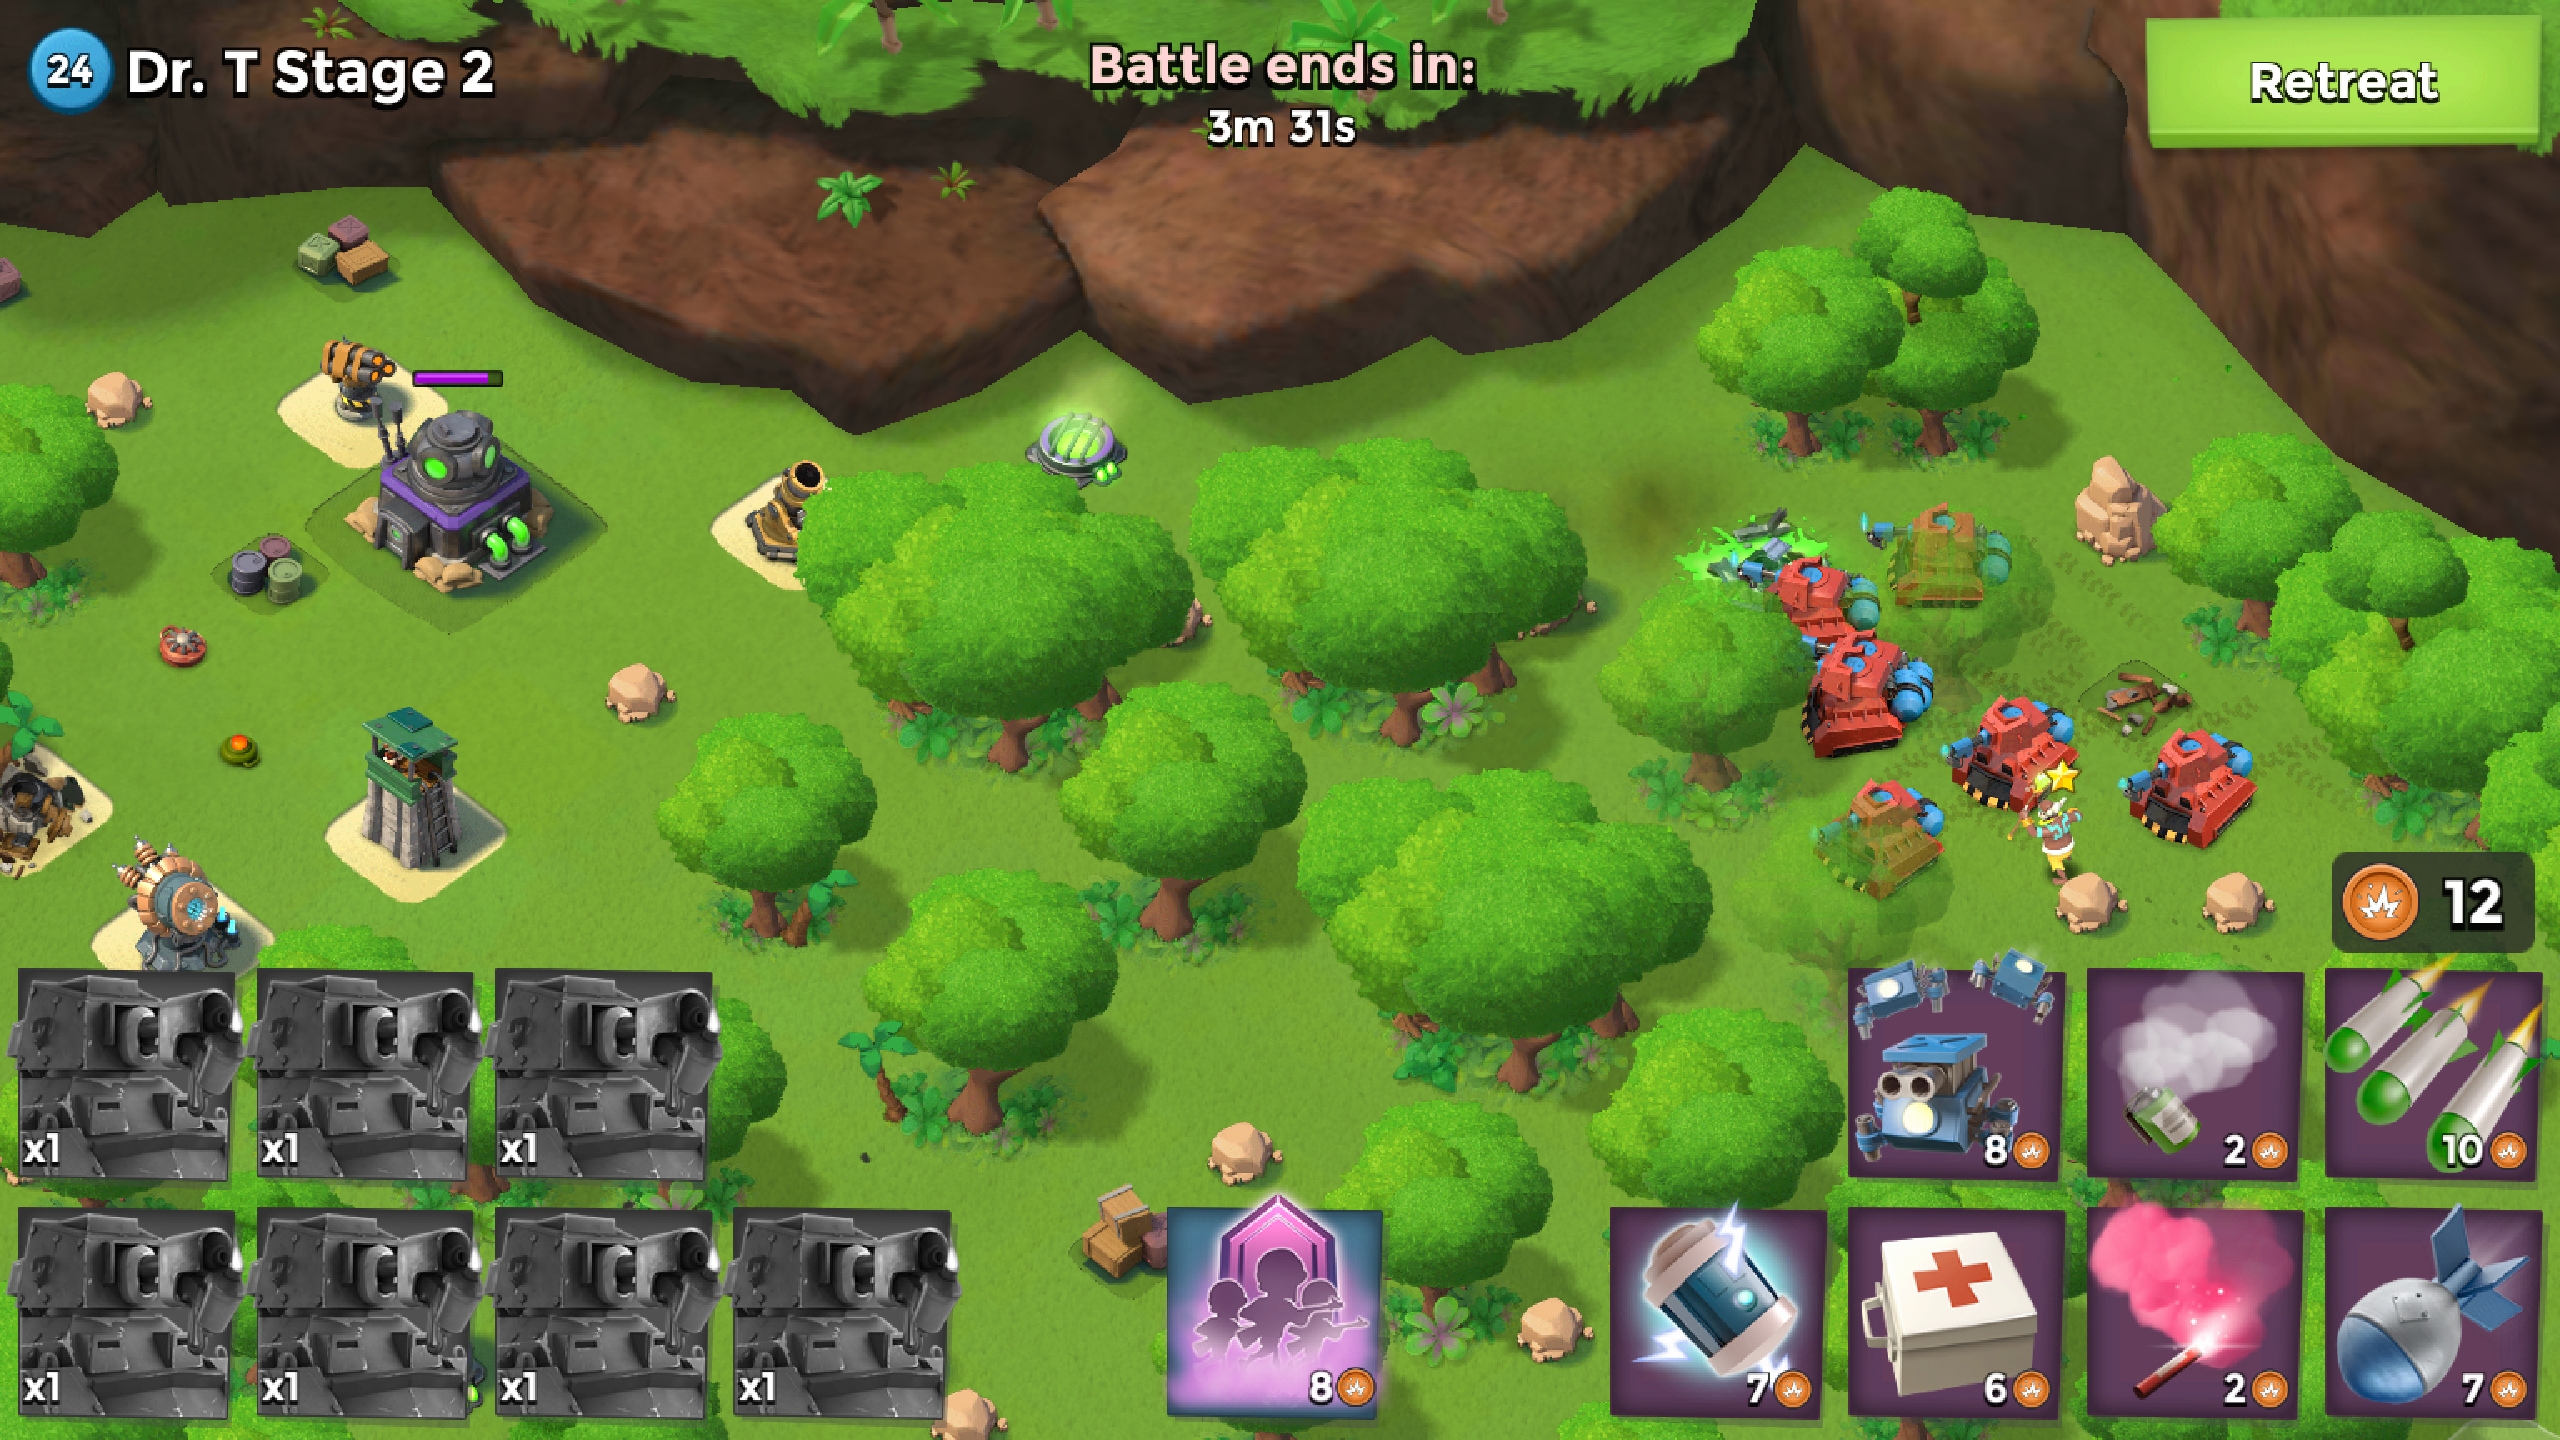 24 Dr. T Stage 2
Battle ends in:
3m 31s
Retreat
12
x1 x1 x1
8 2 10
x1 x1 x1 x1
8 7 6 2 7